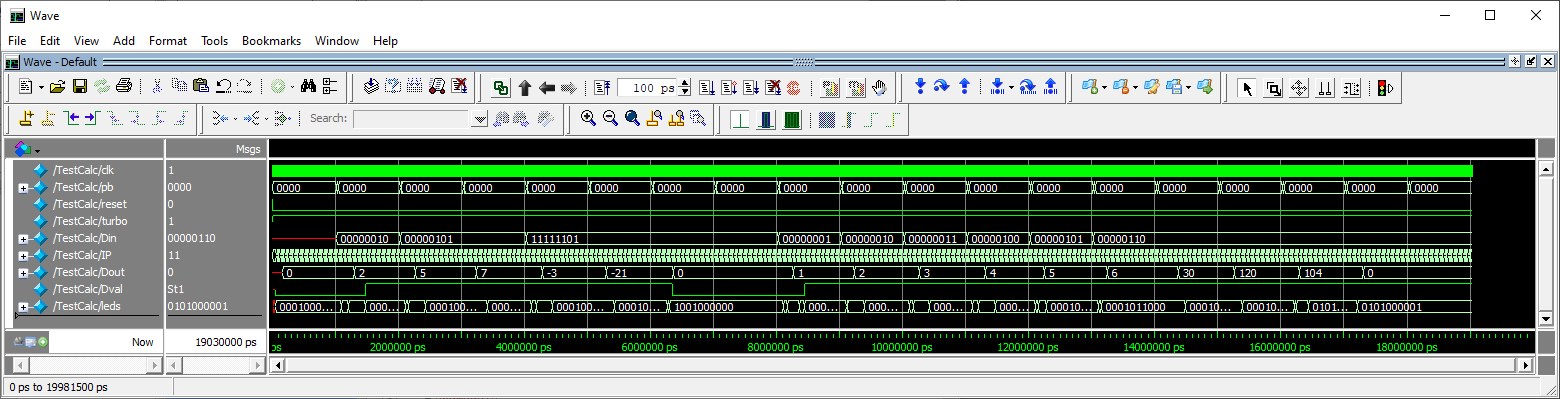 Wave
File Edit View Add Format Tools Bookmarks Window Help
Wave - Default
100 ps
Search:
Msgs
/TestCalc/clk 1
/TestCalc/pb 0000 0000 0000 0000 0000 0000 0000 0000 0000 0000 0000 0000 0000 0000 0000 0000 0000 0000 0000 0000
/TestCalc/reset 0
/TestCalc/turbo 1
/TestCalc/Din 00000110 00000010 00000101 11111101 00000001 00000010 00000011 00000100 00000101 00000110
/TestCalc/IP 11
/TestCalc/Dout 0 0 2 5 7 -3 -21 0 1 2 3 4 5 6 30 120 104 0
/TestCalc/Dval St1
/TestCalc/leds 0101000001 0001000... 000... 000100... 000... 000100... 00010... 1001000000 000... 000... 000... 000... 00010... 0001011000 00010... 00010... 0101... 0101000001
Now 19030000 ps ps 2000000 ps 4000000 ps 6000000 ps 8000000 ps 10000000 ps 12000000 ps 14000000 ps 16000000 ps 18000000 ps
0 ps to 19981500 ps